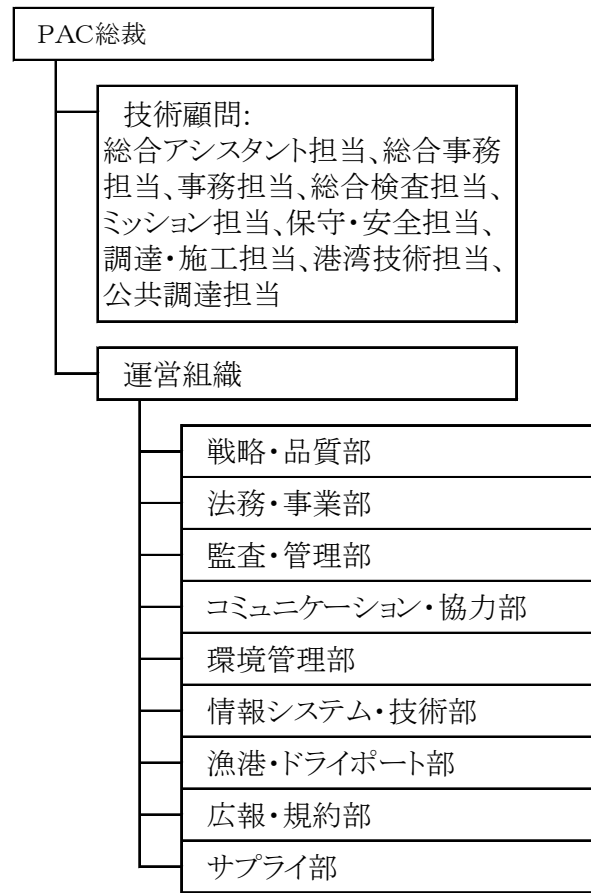 PAC総裁
技術顧問:
総合アシスタント担当、総合事務
担当、事務担当、総合検査担当、
ミッション担当、保守・安全担当、
調達・施工担当、港湾技術担当、
公共調達担当
運営組織
戦略・品質部
法務・事業部
監査・管理部
コミュニケーション・協力部
環境管理部
情報システム・技術部
漁港・ドライポート部
広報・規約部
サプライ部